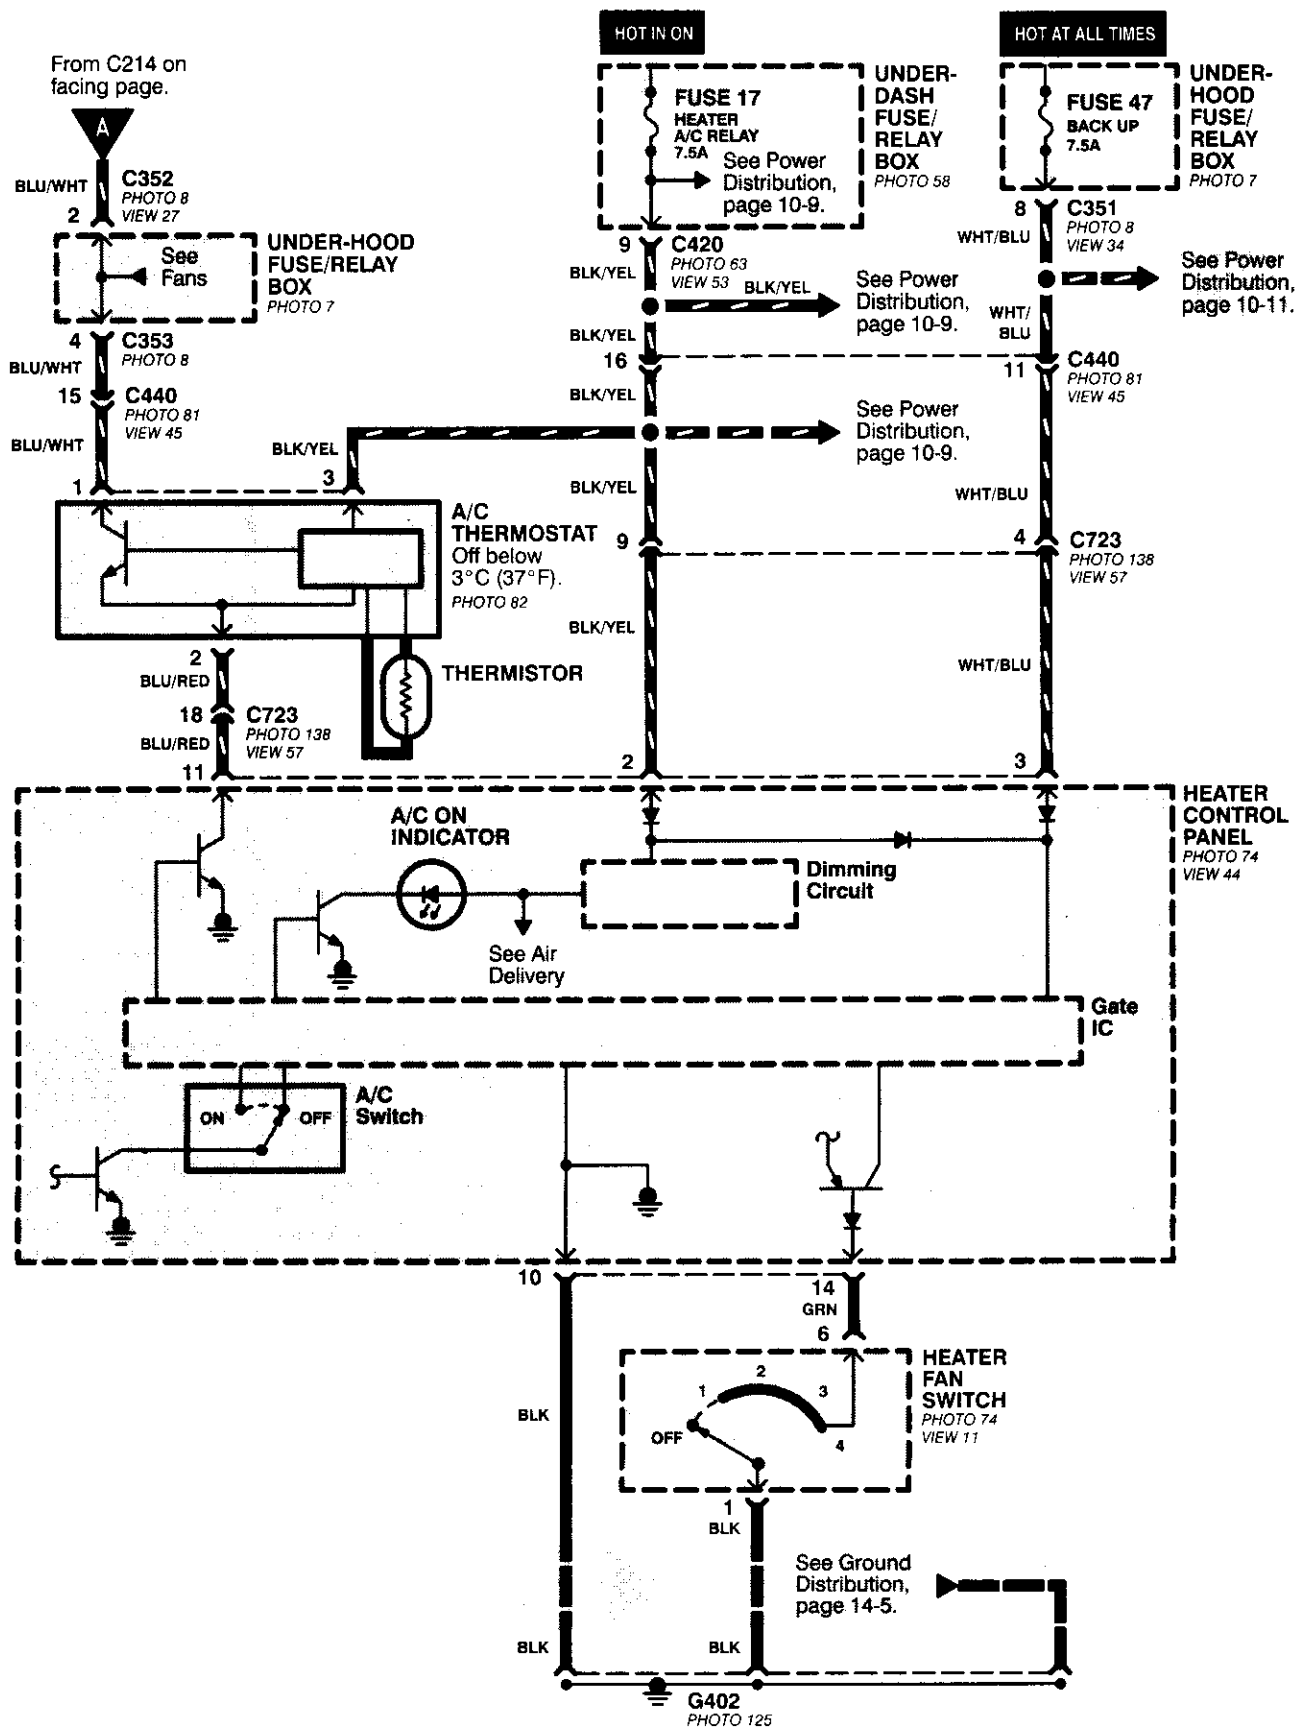 HOT IN ON
HOT AT ALL TIMES
From C214 on
facing page.
A
BLU/WHT
C352
PHOTO 8
VIEW 27
2
See
Fans
UNDER-HOOD
FUSE/RELAY
BOX
PHOTO 7
4
C353
PHOTO 8
BLU/WHT
15
C440
PHOTO 81
VIEW 45
BLU/WHT
1
FUSE 17
HEATER
A/C RELAY
7.5A
See Power
Distribution,
page 10-9.
UNDER-
DASH
FUSE/
RELAY
BOX
PHOTO 58
9
C420
PHOTO 63
VIEW 53
BLK/YEL
BLK/YEL
See Power
Distribution,
page 10-9.
BLK/YEL
16
BLK/YEL
BLK/YEL
3
See Power
Distribution,
page 10-9.
BLK/YEL
9
BLK/YEL
2
FUSE 47
BACK UP
7.5A
UNDER-
HOOD
FUSE/
RELAY
BOX
PHOTO 7
8
C351
PHOTO 8
VIEW 34
WHT/BLU
See Power
Distribution,
page 10-11.
WHT/
BLU
11
C440
PHOTO 81
VIEW 45
WHT/BLU
4
C723
PHOTO 138
VIEW 57
WHT/BLU
3
A/C
THERMOSTAT
Off below
3°C (37°F).
PHOTO 82
THERMISTOR
2
BLU/RED
18
C723
PHOTO 138
VIEW 57
BLU/RED
11
HEATER
CONTROL
PANEL
PHOTO 74
VIEW 44
A/C ON
INDICATOR
Dimming
Circuit
See Air
Delivery
Gate
IC
A/C
Switch
ON
OFF
10
14
GRN
6
HEATER
FAN
SWITCH
PHOTO 74
VIEW 11
1
2
3
4
OFF
BLK
1
BLK
See Ground
Distribution,
page 14-5.
BLK
BLK
G402
PHOTO 125